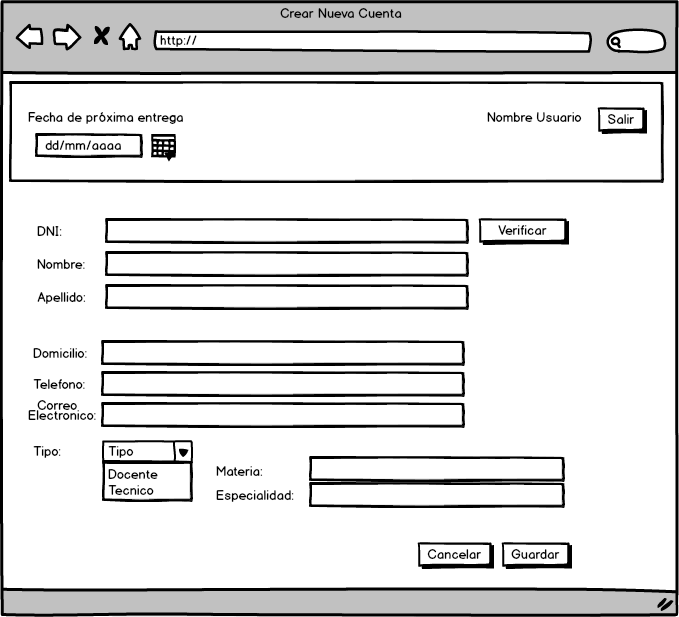 Crear Nueva Cuenta
http://
Fecha de próxima entrega
Nombre Usuario
Salir
dd/mm/aaaa
DNI:
Verificar
Nombre:
Apellido:
Domicilio:
Telefono:
Correo
Electronico:
Tipo:
Tipo
Docente
Tecnico
Materia:
Especialidad:
Cancelar
Guardar